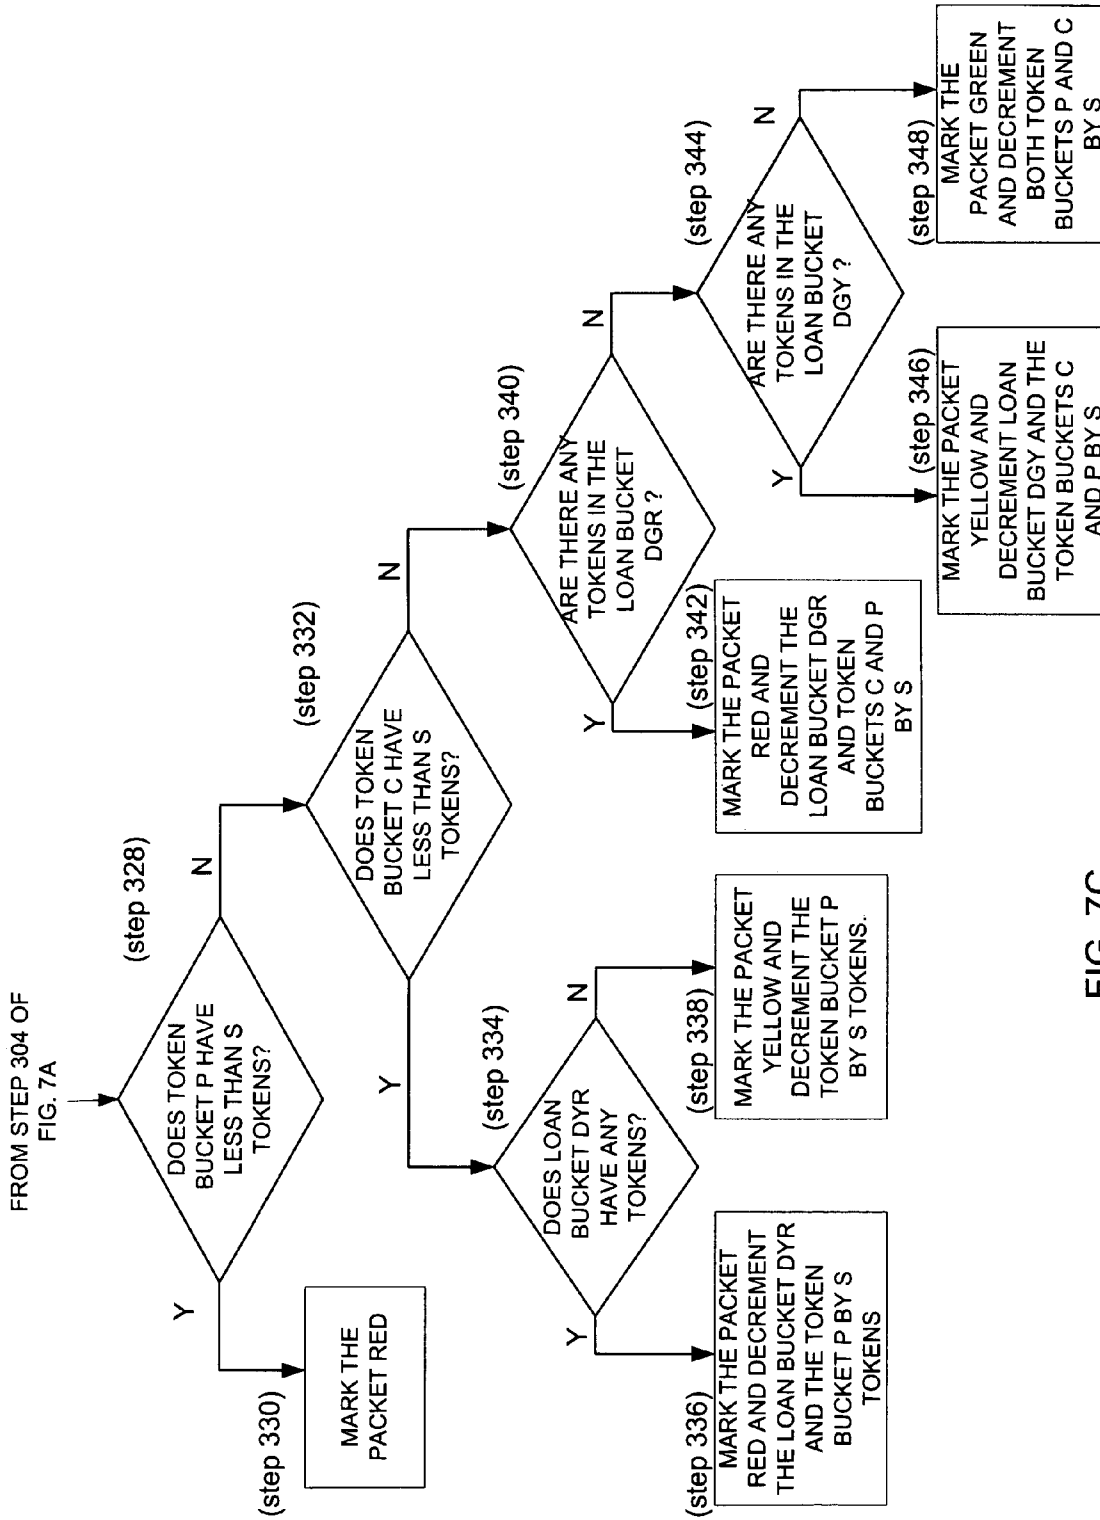 FROM STEP 304 OF
FIG. 7A
(step 328)
DOES TOKEN
BUCKET P HAVE
LESS THAN S
TOKENS?
Y
N
(step 330)
MARK THE
PACKET RED
(step 332)
DOES TOKEN
BUCKET C HAVE
LESS THAN S
TOKENS?
Y
N
(step 334)
DOES LOAN
BUCKET DYR
HAVE ANY
TOKENS?
Y
N
(step 336)
MARK THE PACKET
RED AND DECREMENT
THE LOAN BUCKET DYR
AND THE TOKEN
BUCKET P BY S
TOKENS
(step 338)
MARK THE PACKET
YELLOW AND
DECREMENT THE
TOKEN BUCKET P
BY S TOKENS.
(step 340)
ARE THERE ANY
TOKENS IN THE
LOAN BUCKET
DGR ?
Y
N
(step 342)
MARK THE PACKET
RED AND
DECREMENT THE
LOAN BUCKET DGR
AND TOKEN
BUCKETS C AND P
BY S
(step 344)
ARE THERE ANY
TOKENS IN THE
LOAN BUCKET
DGY ?
Y
N
(step 346)
MARK THE PACKET
YELLOW AND
DECREMENT LOAN
BUCKET DGY AND THE
TOKEN BUCKETS C
AND P BY S
(step 348)
MARK THE
PACKET GREEN
AND DECREMENT
BOTH TOKEN
BUCKETS P AND C
BY S
FIG. 7C